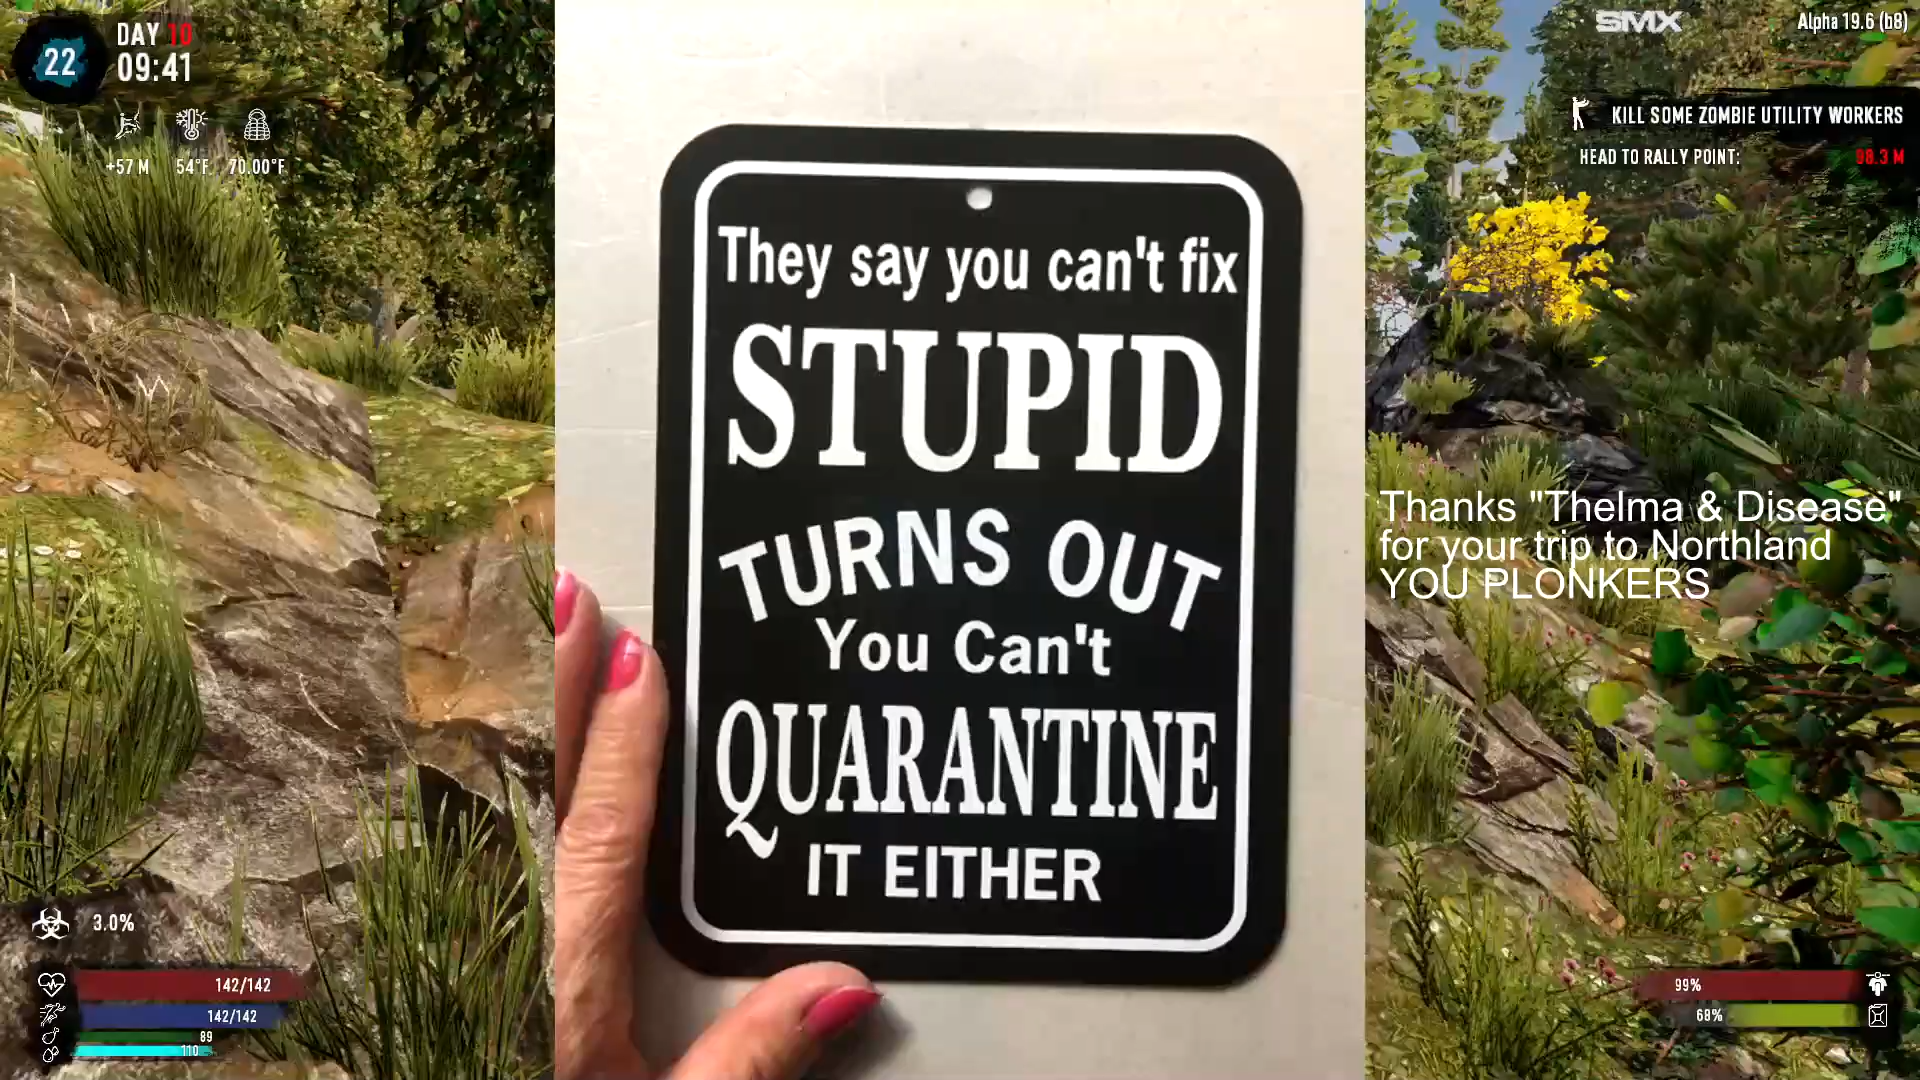 22
DAY 10
09:41
+57 M 54°F 70.00°F
They say you can't fix
STUPID
TURNS OUT
You Can't
QUARANTINE
IT EITHER
SMX
Alpha 19.6 (b8)
KILL SOME ZOMBIE UTILITY WORKERS
HEAD TO RALLY POINT: 98.3 M
Thanks "Thelma & Disease"
for your trip to Northland
YOU PLONKERS
3.0%
142/142
142/142
89
110
99%
68%